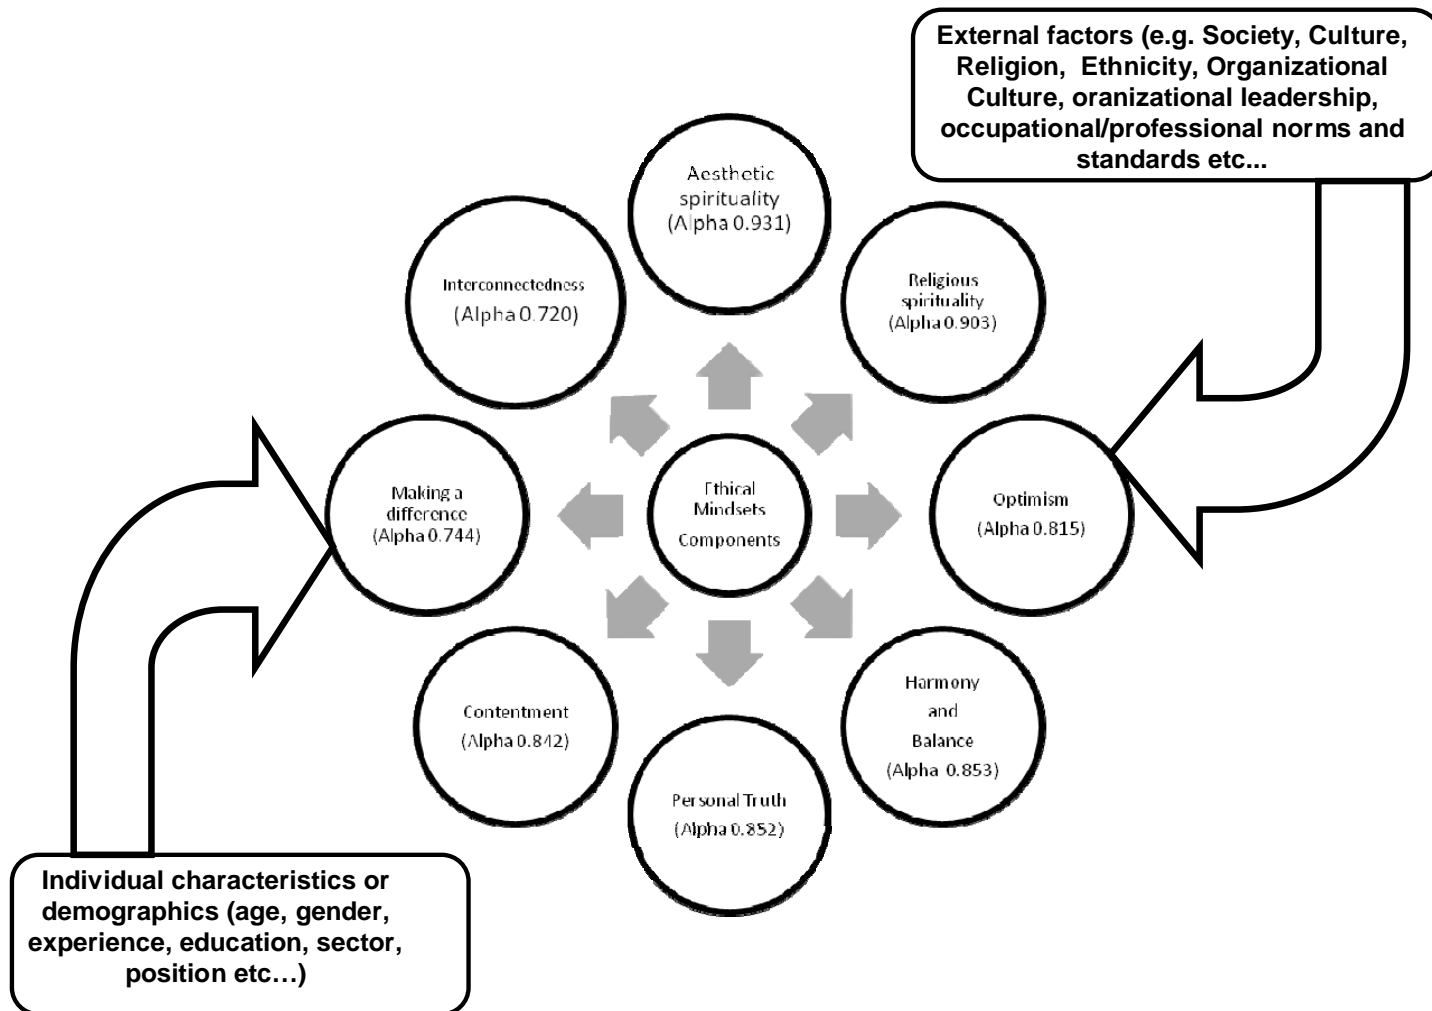 External factors (e.g. Society, Culture,
Religion, Ethnicity, Organizational
Culture, oranizational leadership,
occupational/professional norms and
standards etc...
Aesthetic
spirituality
(Alpha 0.931)
Interconnectedness
(Alpha 0.720)
Religious
spirituality
(Alpha 0.903)
Making a
difference
(Alpha 0.744)
Ethical
Mindsets
Components
Optimism
(Alpha 0.815)
Contentment
(Alpha 0.842)
Harmony
and
Balance
(Alpha 0.853)
Personal Truth
(Alpha 0.852)
Individual characteristics or
demographics (age, gender,
experience, education, sector,
position etc...)